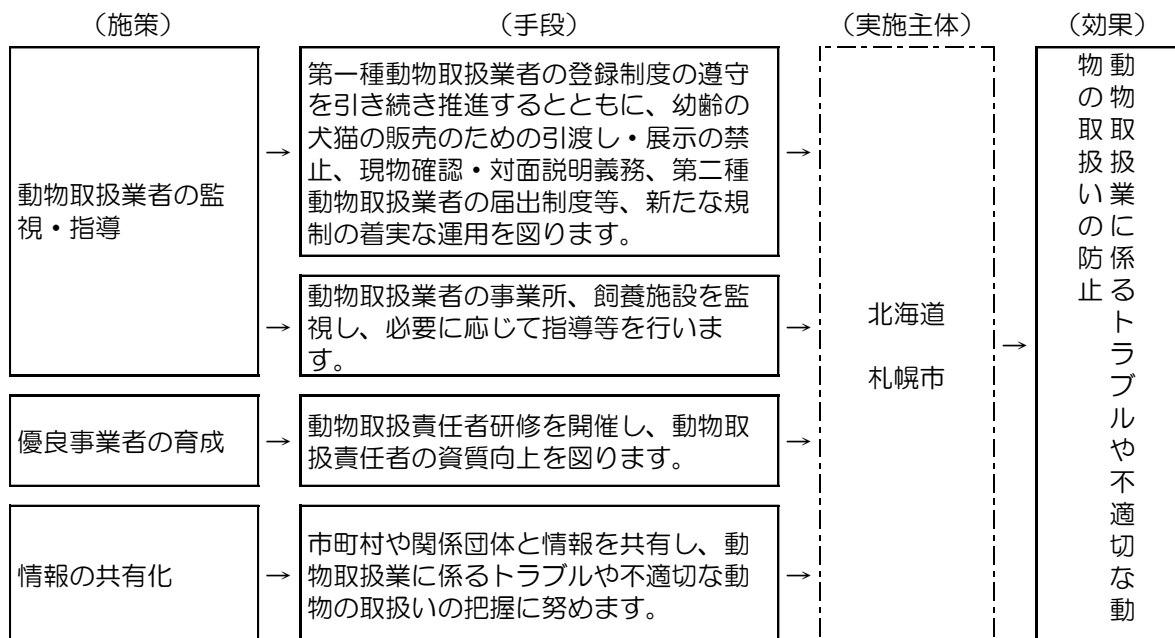 （施策）
（手段）
（実施主体）
（効果）
動物取扱業者の監
視・指導
→
第一種動物取扱業者の登録制度の遵守
を引き続き推進するとともに、幼齢の
犬猫の販売のための引渡し・展示の禁
止、現物確認・対面説明義務、第二種
動物取扱業者の届出制度等、新たな規
制の着実な運用を図ります。
→
→
動物取扱業者の事業所、飼養施設を監
視し、必要に応じて指導等を行いま
す。
→
優良事業者の育成
→
動物取扱責任者研修を開催し、動物取
扱責任者の資質向上を図ります。
→
情報の共有化
→
市町村や関係団体と情報を共有し、動
物取扱業に係るトラブルや不適切な動
物の取扱いの把握に努めます。
→
北海道
札幌市
→
動物取扱業に係るトラブルや不適切な動
物の取扱いの防止